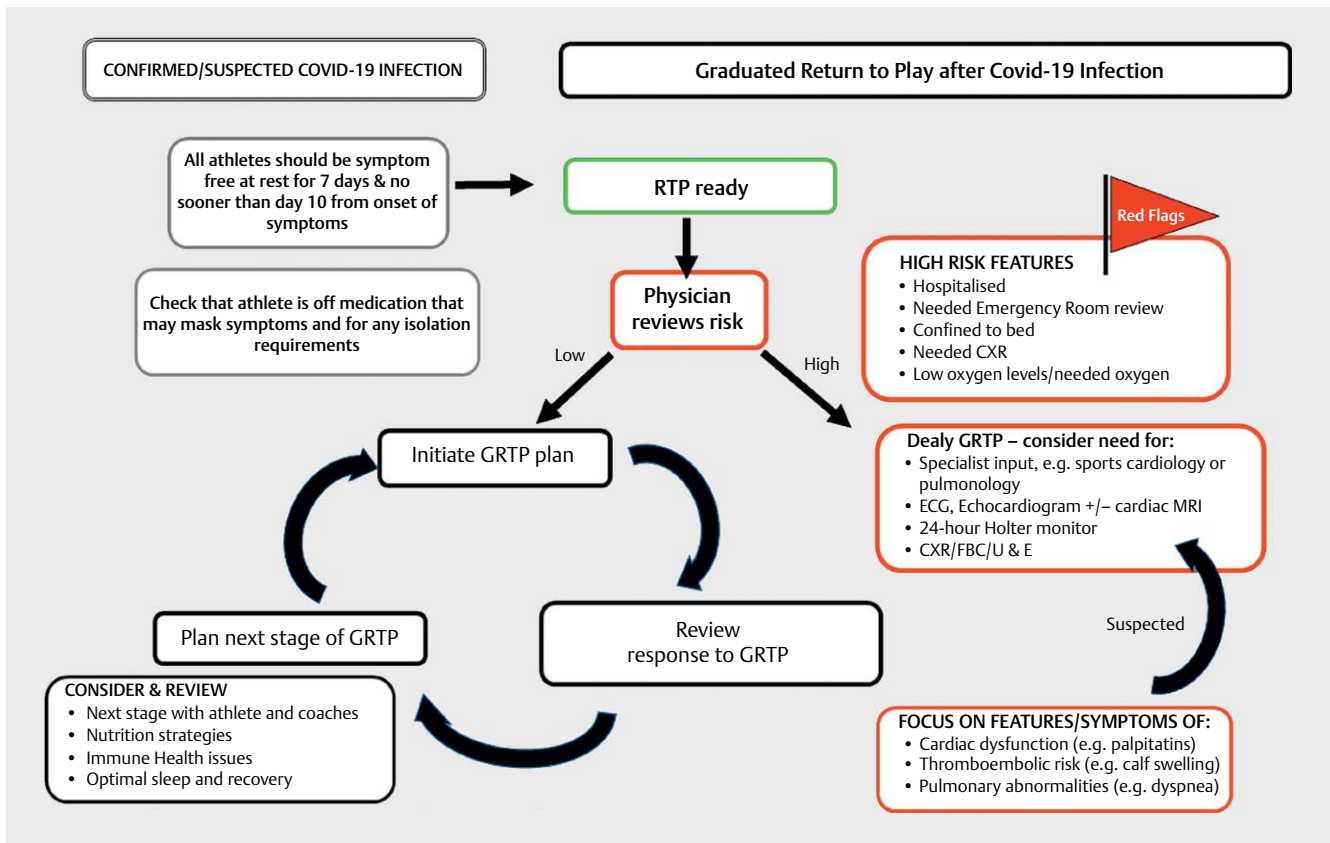 CONFIRMED/SUSPECTED COVID-19 INFECTION
Graduated Return to Play after Covid-19 Infection
All athletes should be symptom
free at rest for 7 days & no
sooner than day 10 from onset of
symptoms
RTP ready
Red Flags
Check that athlete is off medication that
may mask symptoms and for any isolation
requirements
Physician
reviews risk
HIGH RISK FEATURES
• Hospitalised
• Needed Emergency Room review
• Confined to bed
• Needed CXR
• Low oxygen levels/needed oxygen
Low
High
Initiate GRTP plan
Dealy GRTP – consider need for:
• Specialist input, e.g. sports cardiology or
pulmonology
• ECG, Echocardiogram +/– cardiac MRI
• 24-hour Holter monitor
• CXR/FBC/U & E
Plan next stage of GRTP
Review
response to GRTP
Suspected
CONSIDER & REVIEW
• Next stage with athlete and coaches
• Nutrition strategies
• Immune Health issues
• Optimal sleep and recovery
FOCUS ON FEATURES/SYMPTOMS OF:
• Cardiac dysfunction (e.g. palpitatins)
• Thromboembolic risk (e.g. calf swelling)
• Pulmonary abnormalities (e.g. dyspnea)